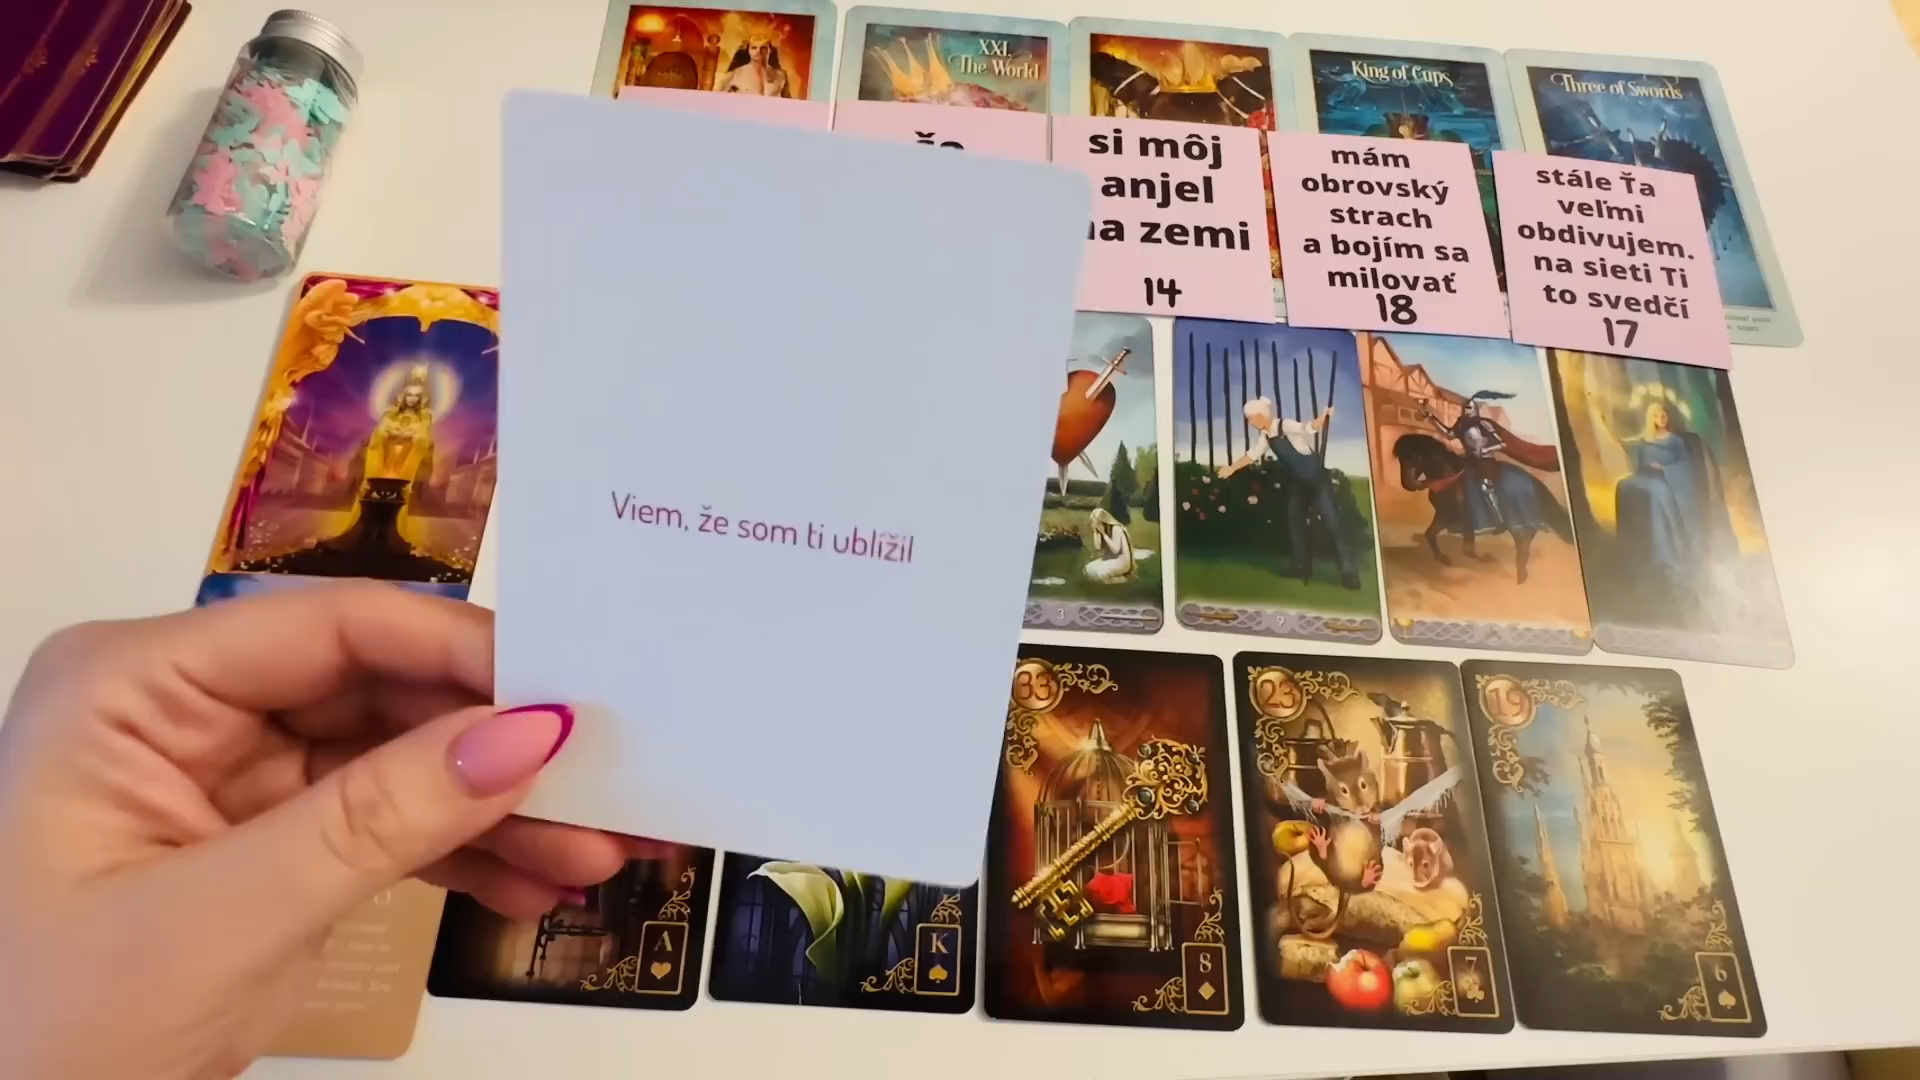 XXI.
The World
King of Cups
Three of Swords
že
si môj
anjel
na zemi
14
mám
obrovský
strach
a bojím sa
milovať
18
stále Ťa
veľmi
obdivujem.
na sieti Ti
to svedčí
17
Viem, že som ti ublížil
3
9
33
23
19
A
K
8
7
6